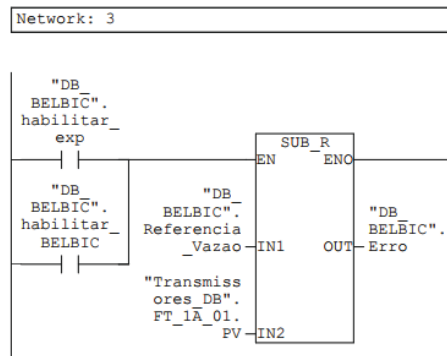 Network: 3
"DB_
BELBIC".
habilitar_
exp
"DB_
BELBIC".
habilitar_
BELBIC
SUB_R
EN ENO
"DB_
BELBIC".
Referencia
_Vazao IN1
OUT
"DB_
BELBIC".
Erro
"Transmiss
ores_DB".
FT_1A_01.
PV IN2